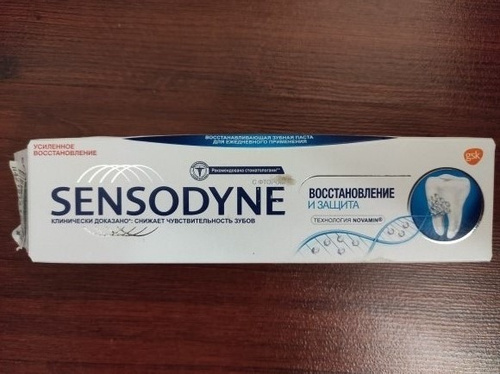 ВОССТАНАВЛИВАЮЩАЯ ЗУБНАЯ ПАСТА
ДЛЯ ЕЖЕДНЕВНОГО ПРИМЕНЕНИЯ
УСИЛЕННОЕ
ВОССТАНОВЛЕНИЕ
Рекомендовано стоматологами
С ФТОРОМ
SENSODYNE
КЛИНИЧЕСКИ ДОКАЗАНО*: СНИЖАЕТ ЧУВСТВИТЕЛЬНОСТЬ ЗУБОВ
ВОССТАНОВЛЕНИЕ
И ЗАЩИТА
ТЕХНОЛОГИЯ NOVAMIN®
gsk